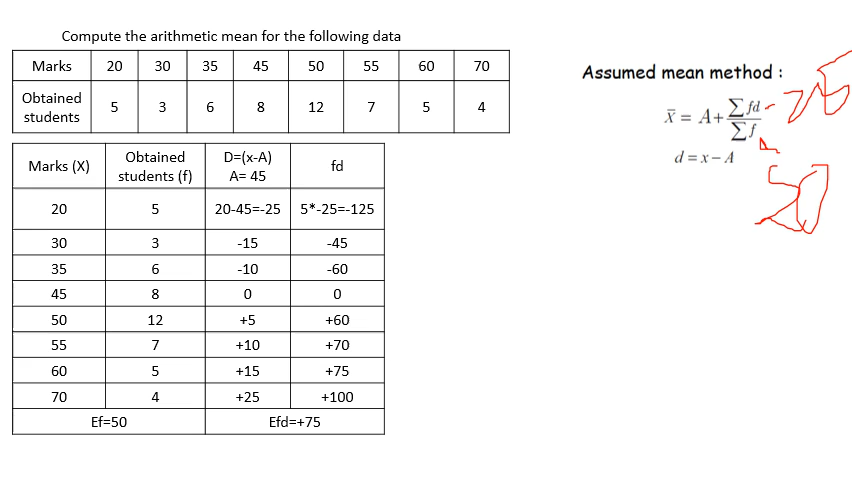 Compute the arithmetic mean for the following data
Marks 20 30 35 45 50 55 60 70
Obtained students 5 3 6 8 12 7 5 4
Marks (X) Obtained students (f) D=(x-A) A= 45 fd
20 5 20-45=-25 5*-25=-125
30 3 -15 -45
35 6 -10 -60
45 8 0 0
50 12 +5 +60
55 7 +10 +70
60 5 +15 +75
70 4 +25 +100
Ef=50 Efd=+75
Assumed mean method :
x̄ = A+ ∑fd / ∑f
d = x − A
75
50